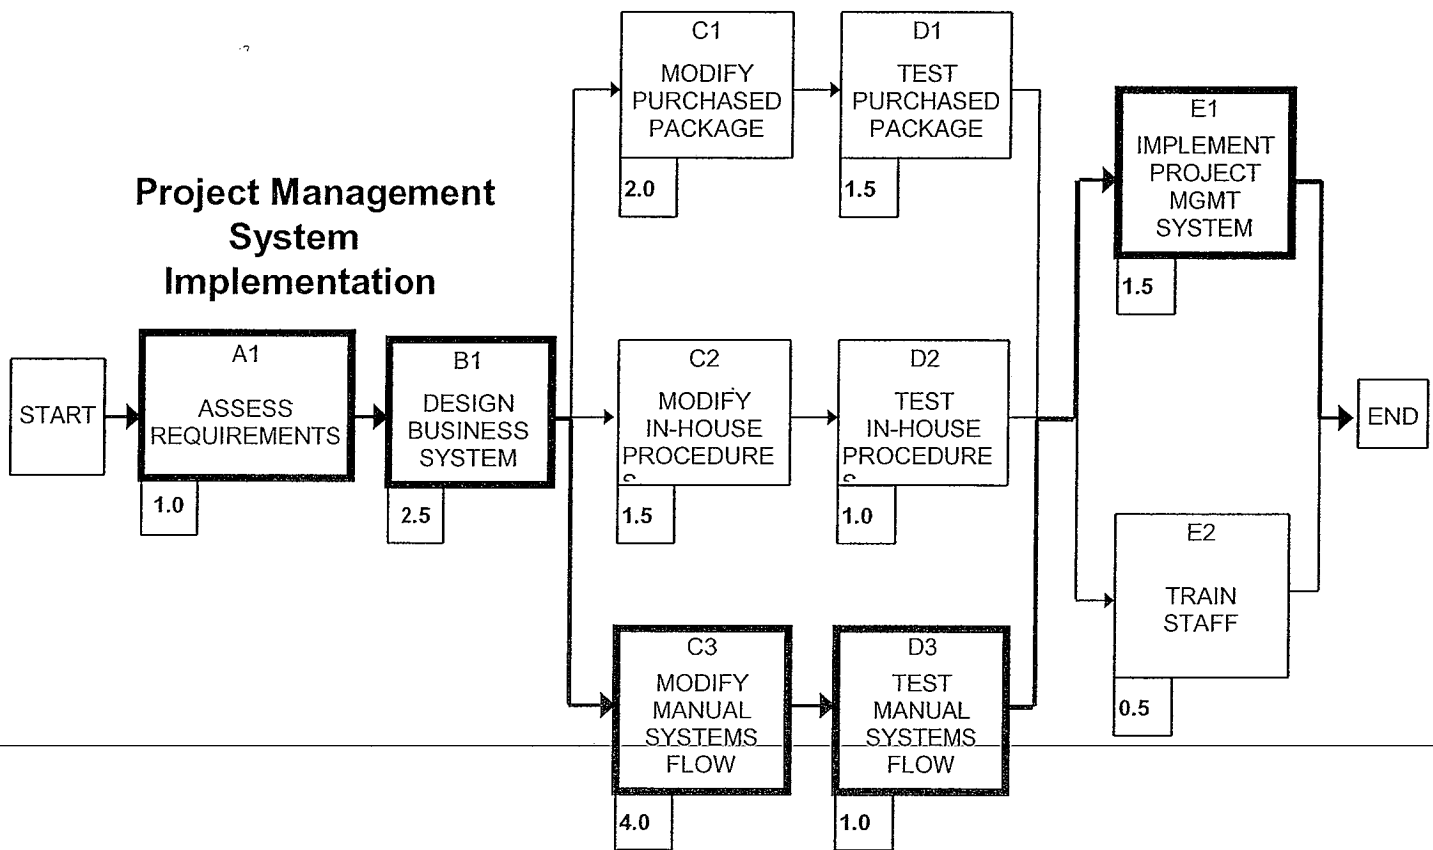 Project Management
System
Implementation
START
A1
ASSESS
REQUIREMENTS
1.0
B1
DESIGN
BUSINESS
SYSTEM
2.5
C1
MODIFY
PURCHASED
PACKAGE
2.0
D1
TEST
PURCHASED
PACKAGE
1.5
C2
MODIFY
IN-HOUSE
PROCEDURE
1.5
D2
TEST
IN-HOUSE
PROCEDURE
1.0
C3
MODIFY
MANUAL
SYSTEMS
FLOW
4.0
D3
TEST
MANUAL
SYSTEMS
FLOW
1.0
E1
IMPLEMENT
PROJECT
MGMT
SYSTEM
1.5
E2
TRAIN
STAFF
0.5
END